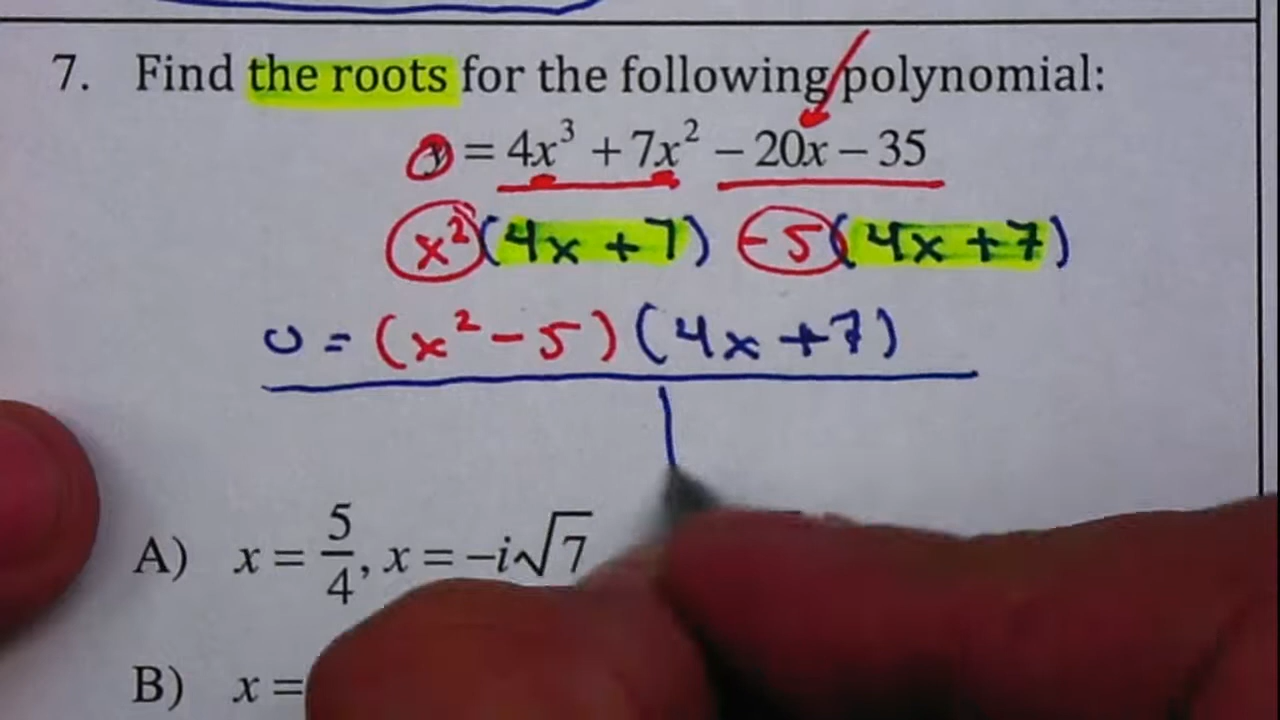 7. Find the roots for the following polynomial:
= 4x³ + 7x² − 20x − 35
x²(4x + 7) −5(4x + 7)
0 = (x² − 5)(4x + 7)
A) x = 5/4, x = −i√7
B) x =